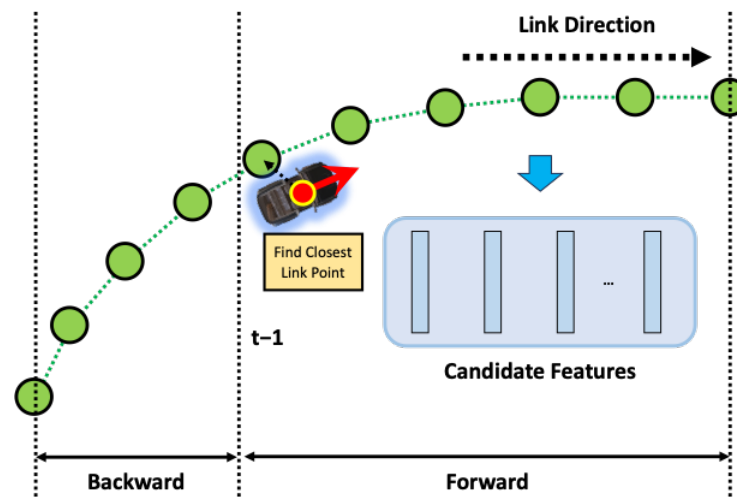 Link Direction
Find Closest
Link Point
...
t−1
Candidate Features
Backward
Forward